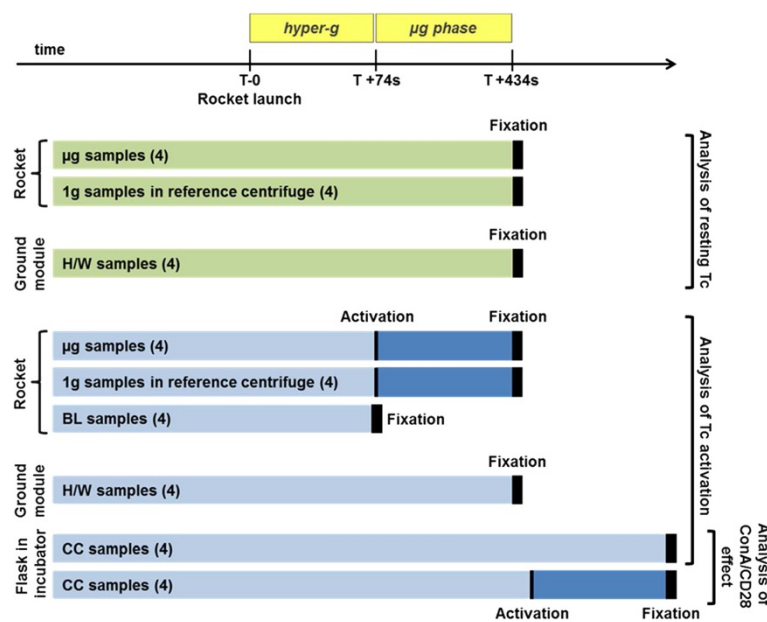 hyper-g
µg phase
time
T-0
T +74s
T +434s
Rocket launch
Fixation
Rocket
µg samples (4)
1g samples in reference centrifuge (4)
Analysis of resting Tc
Fixation
Ground
module
H/W samples (4)
Activation
Fixation
Rocket
µg samples (4)
1g samples in reference centrifuge (4)
BL samples (4)
Fixation
Analysis of Tc activation
Fixation
Ground
module
H/W samples (4)
Flask in
incubator
CC samples (4)
CC samples (4)
Analysis of
ConA/CD28
effect
Activation
Fixation